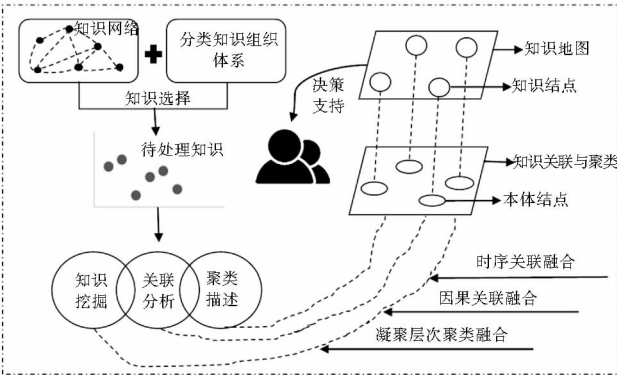 知识网络
分类知识组织
体系
知识选择
待处理知识
知识
挖掘
关联
分析
聚类
描述
决策
支持
知识地图
知识结点
知识关联与聚类
本体结点
时序关联融合
因果关联融合
凝聚层次聚类融合